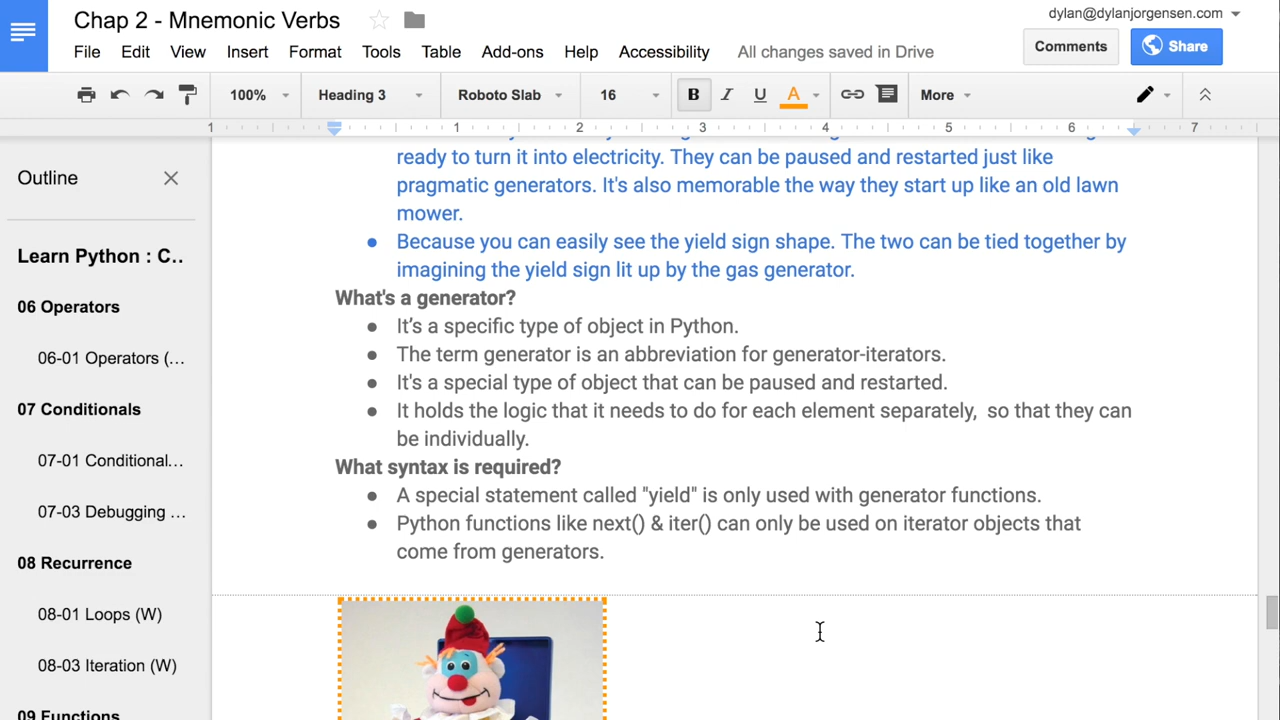 Chap 2 - Mnemonic Verbs
dylan@dylanjorgensen.com
File Edit View Insert Format Tools Table Add-ons Help Accessibility All changes saved in Drive
Comments
Share
100% Heading 3 Roboto Slab 16 B I U A More
1 1 2 3 4 5 6 7
Outline
Learn Python : C..
06 Operators
06-01 Operators (...
07 Conditionals
07-01 Conditional...
07-03 Debugging ...
08 Recurrence
08-01 Loops (W)
08-03 Iteration (W)
09 Functions
ready to turn it into electricity. They can be paused and restarted just like
pragmatic generators. It's also memorable the way they start up like an old lawn
mower.
● Because you can easily see the yield sign shape. The two can be tied together by
imagining the yield sign lit up by the gas generator.
What's a generator?
● It’s a specific type of object in Python.
● The term generator is an abbreviation for generator-iterators.
● It's a special type of object that can be paused and restarted.
● It holds the logic that it needs to do for each element separately, so that they can
be individually.
What syntax is required?
● A special statement called "yield" is only used with generator functions.
● Python functions like next() & iter() can only be used on iterator objects that
come from generators.